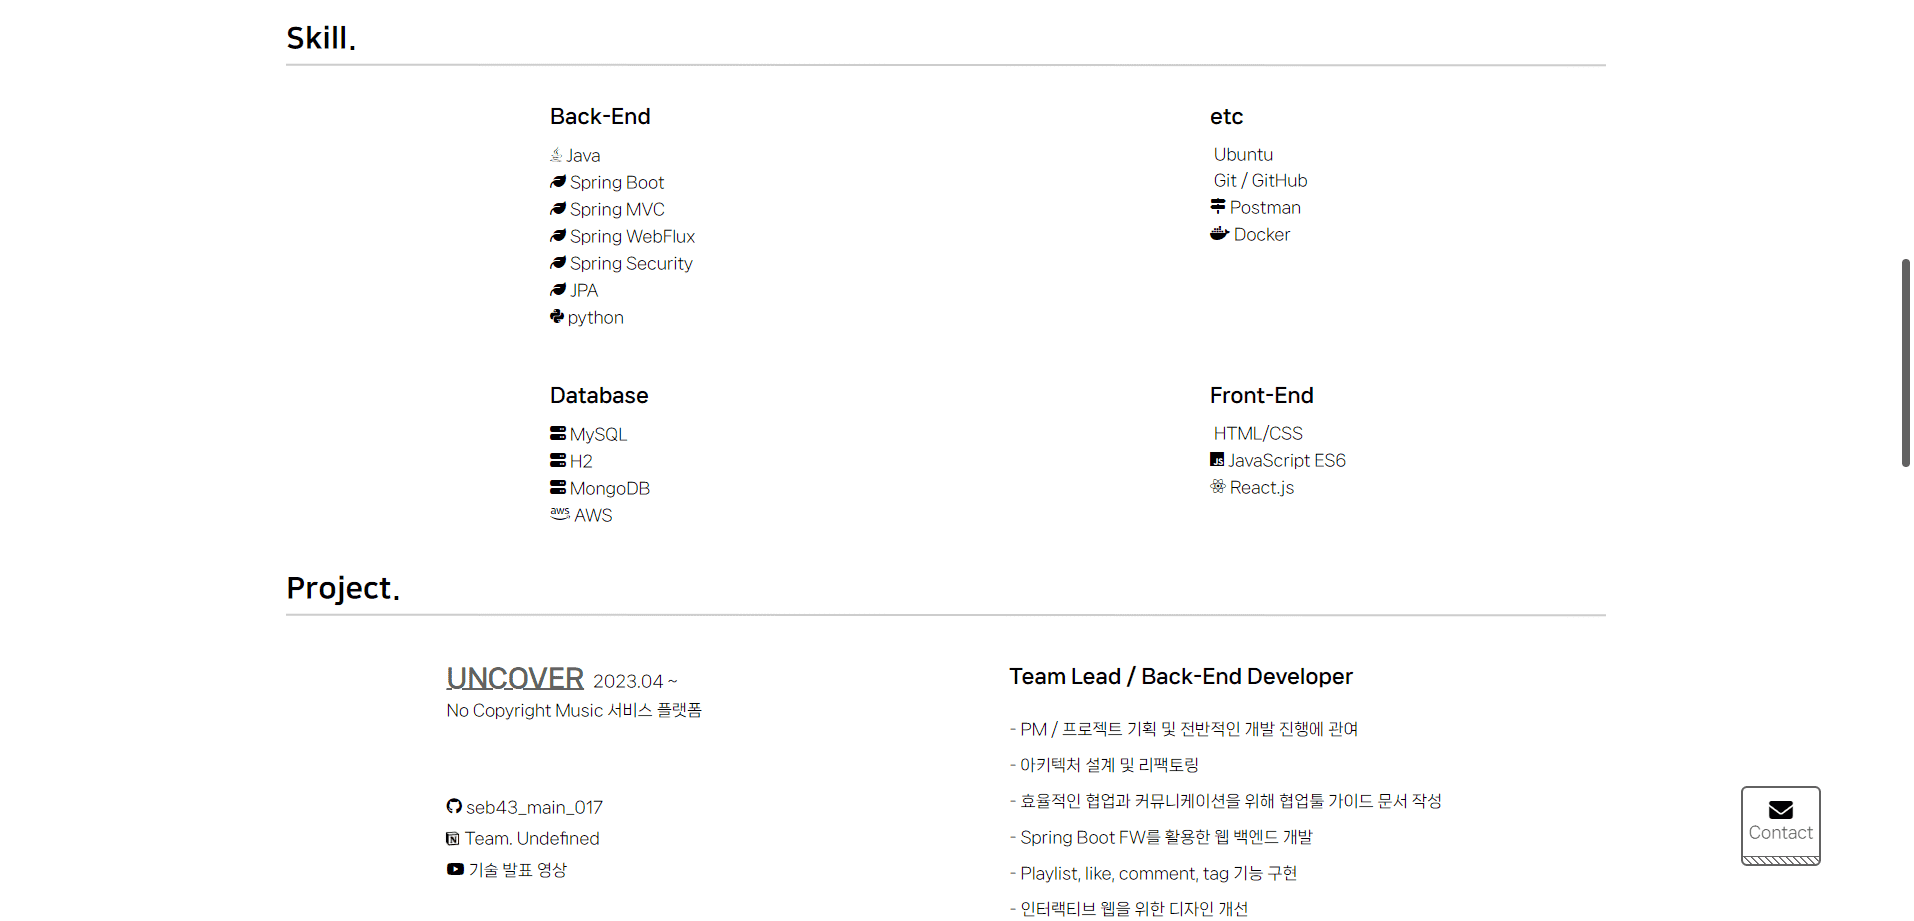 Skill.
Back-End
Java
Spring Boot
Spring MVC
Spring WebFlux
Spring Security
JPA
python
etc
Ubuntu
Git / GitHub
Postman
Docker
Database
MySQL
H2
MongoDB
aws AWS
Front-End
HTML/CSS
JS JavaScript ES6
React.js
Project.
UNCOVER 2023.04 ~
No Copyright Music 서비스 플랫폼
seb43_main_017
Team. Undefined
기술 발표 영상
Team Lead / Back-End Developer
- PM / 프로젝트 기획 및 전반적인 개발 진행에 관여
- 아키텍처 설계 및 리팩토링
- 효율적인 협업과 커뮤니케이션을 위해 협업툴 가이드 문서 작성
- Spring Boot FW를 활용한 웹 백엔드 개발
- Playlist, like, comment, tag 기능 구현
- 인터랙티브 웹을 위한 디자인 개선
Contact